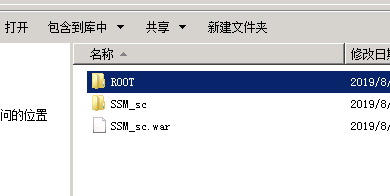 打开 包含到库中 共享 新建文件夹
名称 修改日期
ROOT 2019/8/
问的位置 SSM_sc 2019/8/
SSM_sc.war 2019/8/